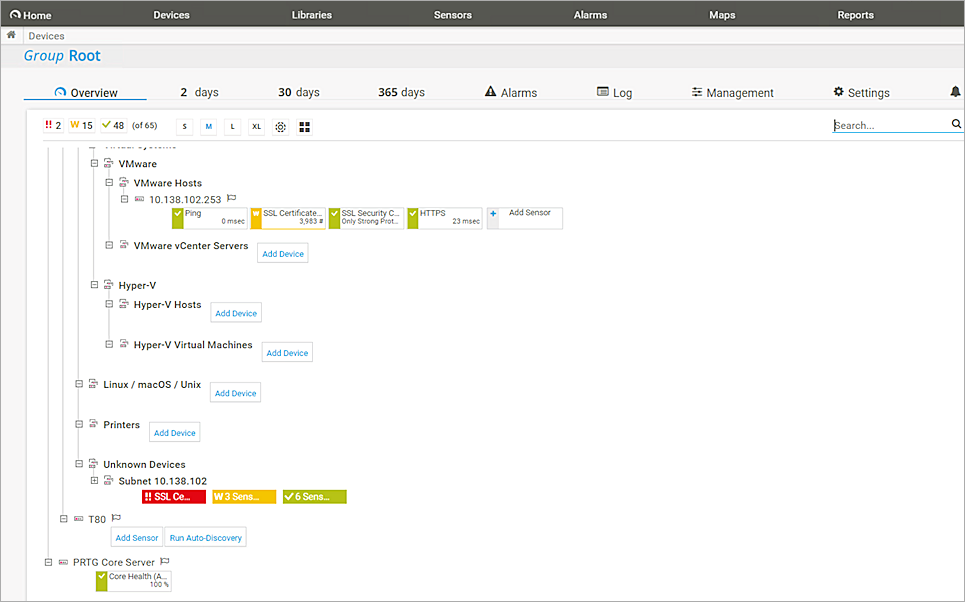 Home Devices Libraries Sensors Alarms Maps Reports
Devices
Group Root
Overview 2 days 30 days 365 days Alarms Log Management Settings
!! 2 W 15 48 (of 65) S M L XL Search...
VMware
VMware Hosts
10.138.102.253
Ping SSL Certificate... SSL Security C... HTTPS Add Sensor
0 msec W 3,983 # Only Strong Prot... 23 msec
VMware vCenter Servers Add Device
Hyper-V
Hyper-V Hosts Add Device
Hyper-V Virtual Machines Add Device
Linux / macOS / Unix Add Device
Printers Add Device
Unknown Devices
Subnet 10.138.102
!! SSL Ce... W 3 Sens... 6 Sens...
T80
Add Sensor Run Auto-Discovery
PRTG Core Server
Core Health (A...
100 %